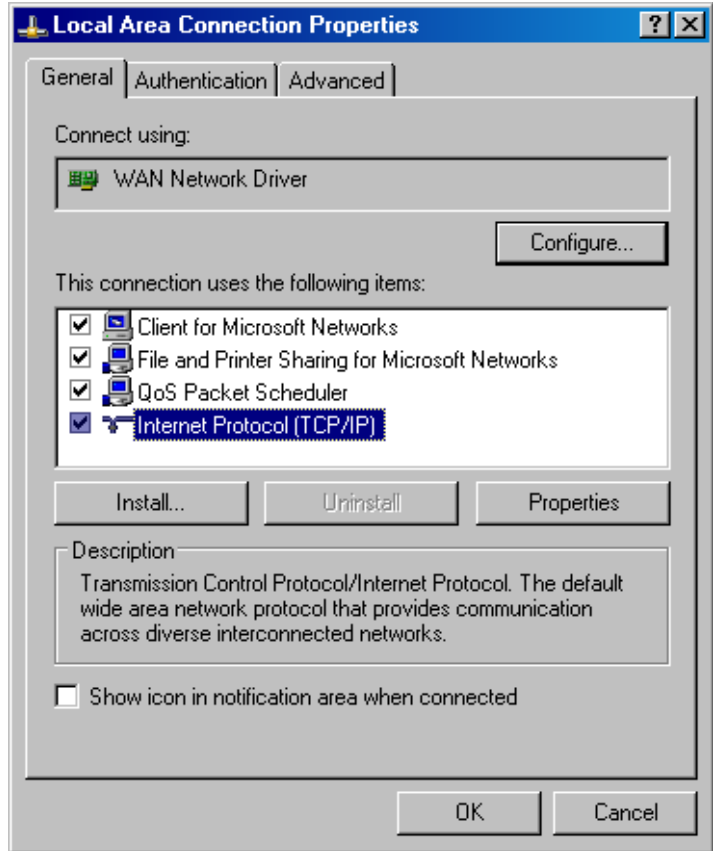 Local Area Connection Properties
General Authentication Advanced
Connect using:
WAN Network Driver
Configure...
This connection uses the following items:
Client for Microsoft Networks
File and Printer Sharing for Microsoft Networks
QoS Packet Scheduler
Internet Protocol (TCP/IP)
Install... Uninstall Properties
Description
Transmission Control Protocol/Internet Protocol. The default
wide area network protocol that provides communication
across diverse interconnected networks.
Show icon in notification area when connected
OK Cancel